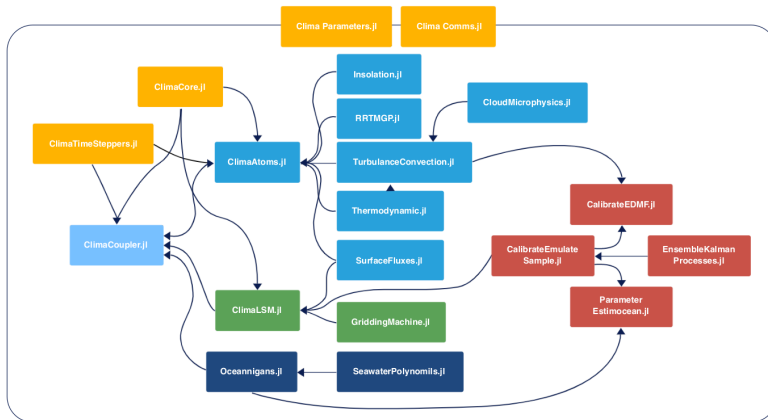 Clima Parameters.jl
Clima Comms.jl
ClimaCore.jl
Insolation.jl
CloudMicrophysics.jl
RRTMGP.jl
ClimaTimeSteppers.jl
ClimaAtoms.jl
TurbulanceConvection.jl
Thermodynamic.jl
CalibrateEDMF.jl
ClimaCoupler.jl
SurfaceFluxes.jl
CalibrateEmulate
Sample.jl
EnsembleKalman
Processes.jl
ClimaLSM.jl
GriddingMachine.jl
Parameter
Estimocean.jl
Oceannigans.jl
SeawaterPolynomils.jl